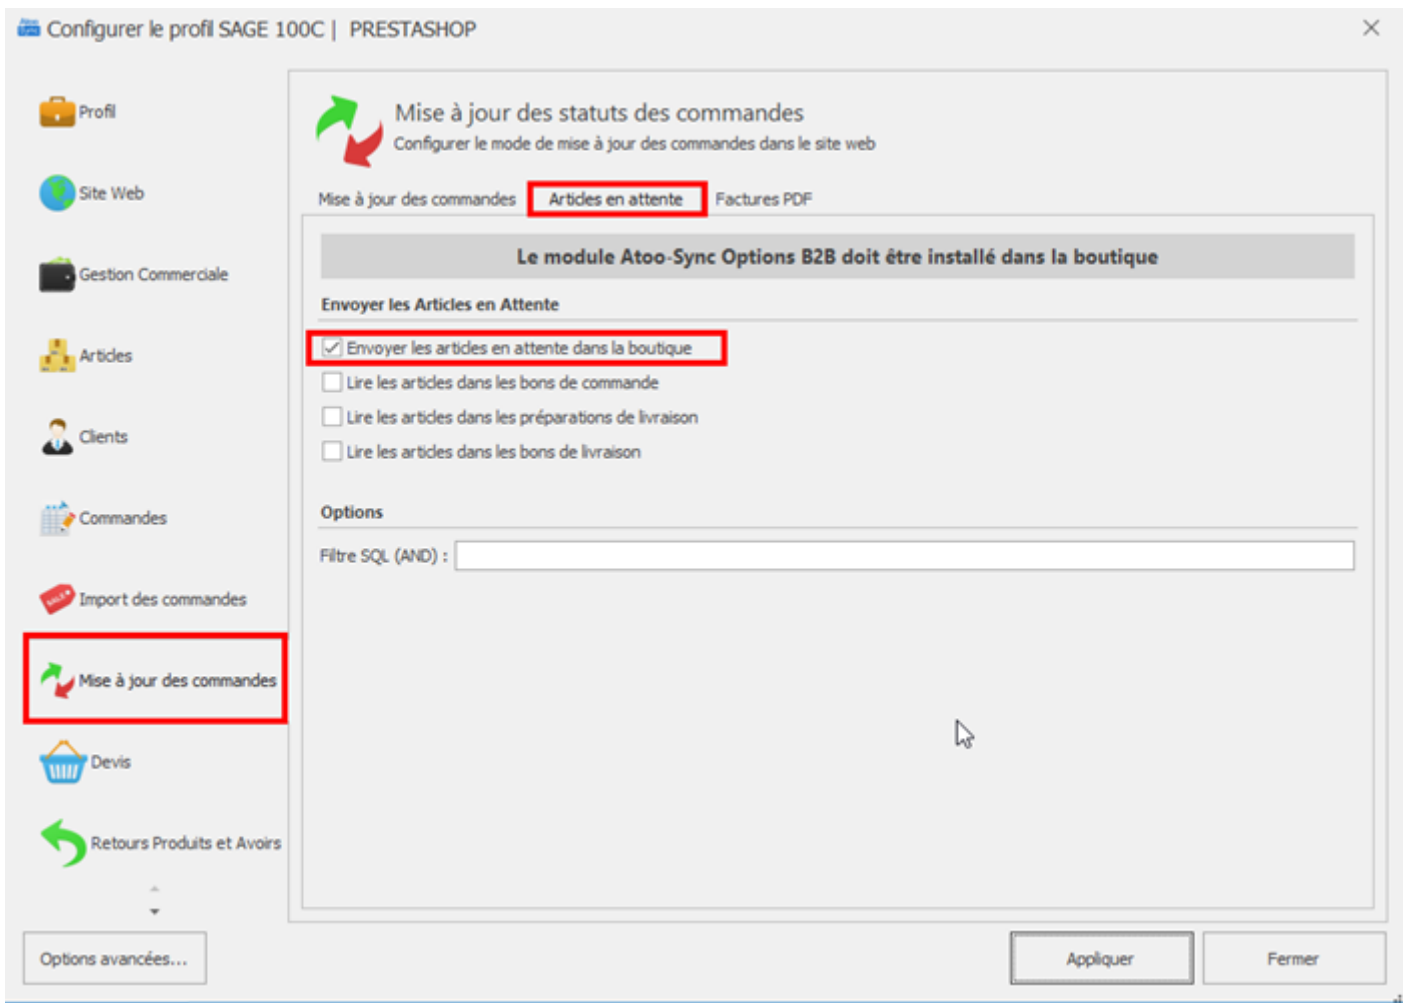 Configurer le profil SAGE 100C | PRESTASHOP
Profil
Site Web
Gestion Commerciale
Articles
Clients
Commandes
Import des commandes
Mise à jour des commandes
Devis
Retours Produits et Avoirs
Options avancées...
Mise à jour des statuts des commandes
Configurer le mode de mise à jour des commandes dans le site web
Mise à jour des commandes Articles en attente Factures PDF
Le module Atoo-Sync Options B2B doit être installé dans la boutique
Envoyer les Articles en Attente
Envoyer les articles en attente dans la boutique
Lire les articles dans les bons de commande
Lire les articles dans les préparations de livraison
Lire les articles dans les bons de livraison
Options
Filtre SQL (AND) :
Appliquer Fermer